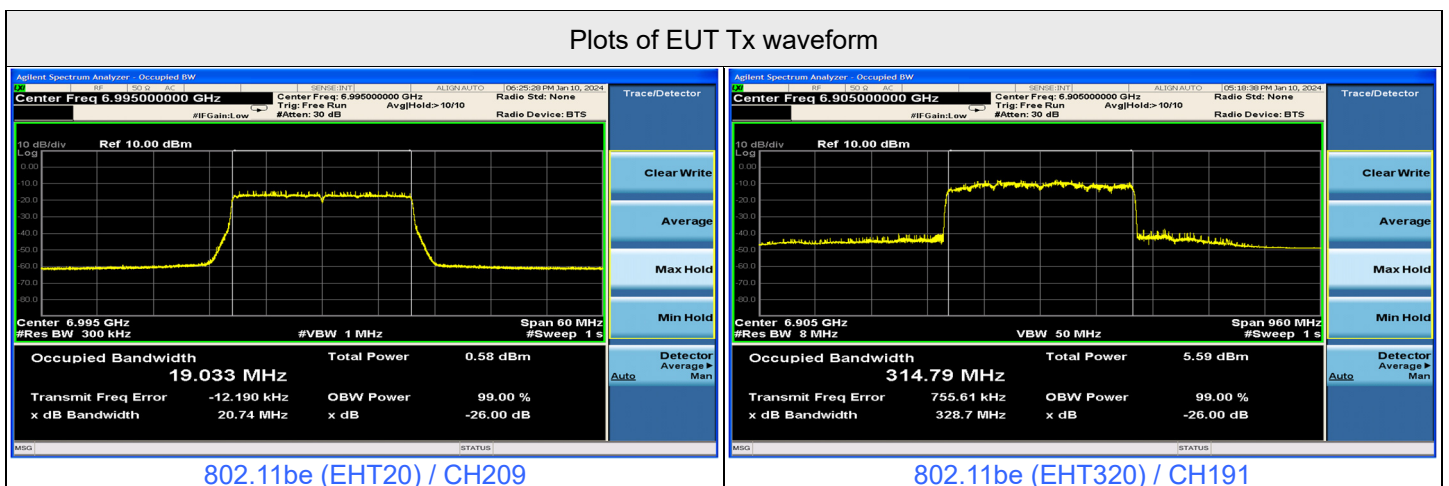 Plots of EUT Tx waveform
Agilent Spectrum Analyzer - Occupied BW
LXI RF 50 Ω AC SENSE:INT ALIGNAUTO 06:25:28 PM Jan 10, 2024
Center Freq 6.995000000 GHz
Center Freq: 6.995000000 GHz
Radio Std: None
Trig: Free Run Avg|Hold:>10/10
#IFGain:Low
#Atten: 30 dB
Radio Device: BTS
Trace/Detector
10 dB/div Ref 10.00 dBm
Log
0.00
-10.0
-20.0
-30.0
-40.0
-50.0
-60.0
-70.0
-80.0
Clear Write
Average
Max Hold
Min Hold
Center 6.995 GHz
Span 60 MHz
#Res BW 300 kHz
#VBW 1 MHz
#Sweep 1 s
Occupied Bandwidth
Total Power 0.58 dBm
19.033 MHz
Transmit Freq Error -12.190 kHz OBW Power 99.00 %
x dB Bandwidth 20.74 MHz x dB -26.00 dB
Detector
Average
Auto Man
MSG STATUS
802.11be (EHT20) / CH209
Agilent Spectrum Analyzer - Occupied BW
LXI RF 50 Ω AC SENSE:INT ALIGNAUTO 05:18:38 PM Jan 10, 2024
Center Freq 6.905000000 GHz
Center Freq: 6.905000000 GHz
Radio Std: None
Trig: Free Run Avg|Hold:>10/10
#IFGain:Low
#Atten: 30 dB
Radio Device: BTS
Trace/Detector
10 dB/div Ref 10.00 dBm
Log
0.00
-10.0
-20.0
-30.0
-40.0
-50.0
-60.0
-70.0
-80.0
Clear Write
Average
Max Hold
Min Hold
Center 6.905 GHz
Span 960 MHz
#Res BW 8 MHz
VBW 50 MHz
#Sweep 1 s
Occupied Bandwidth
Total Power 5.59 dBm
314.79 MHz
Transmit Freq Error 755.61 kHz OBW Power 99.00 %
x dB Bandwidth 328.7 MHz x dB -26.00 dB
Detector
Average
Auto Man
MSG STATUS
802.11be (EHT320) / CH191